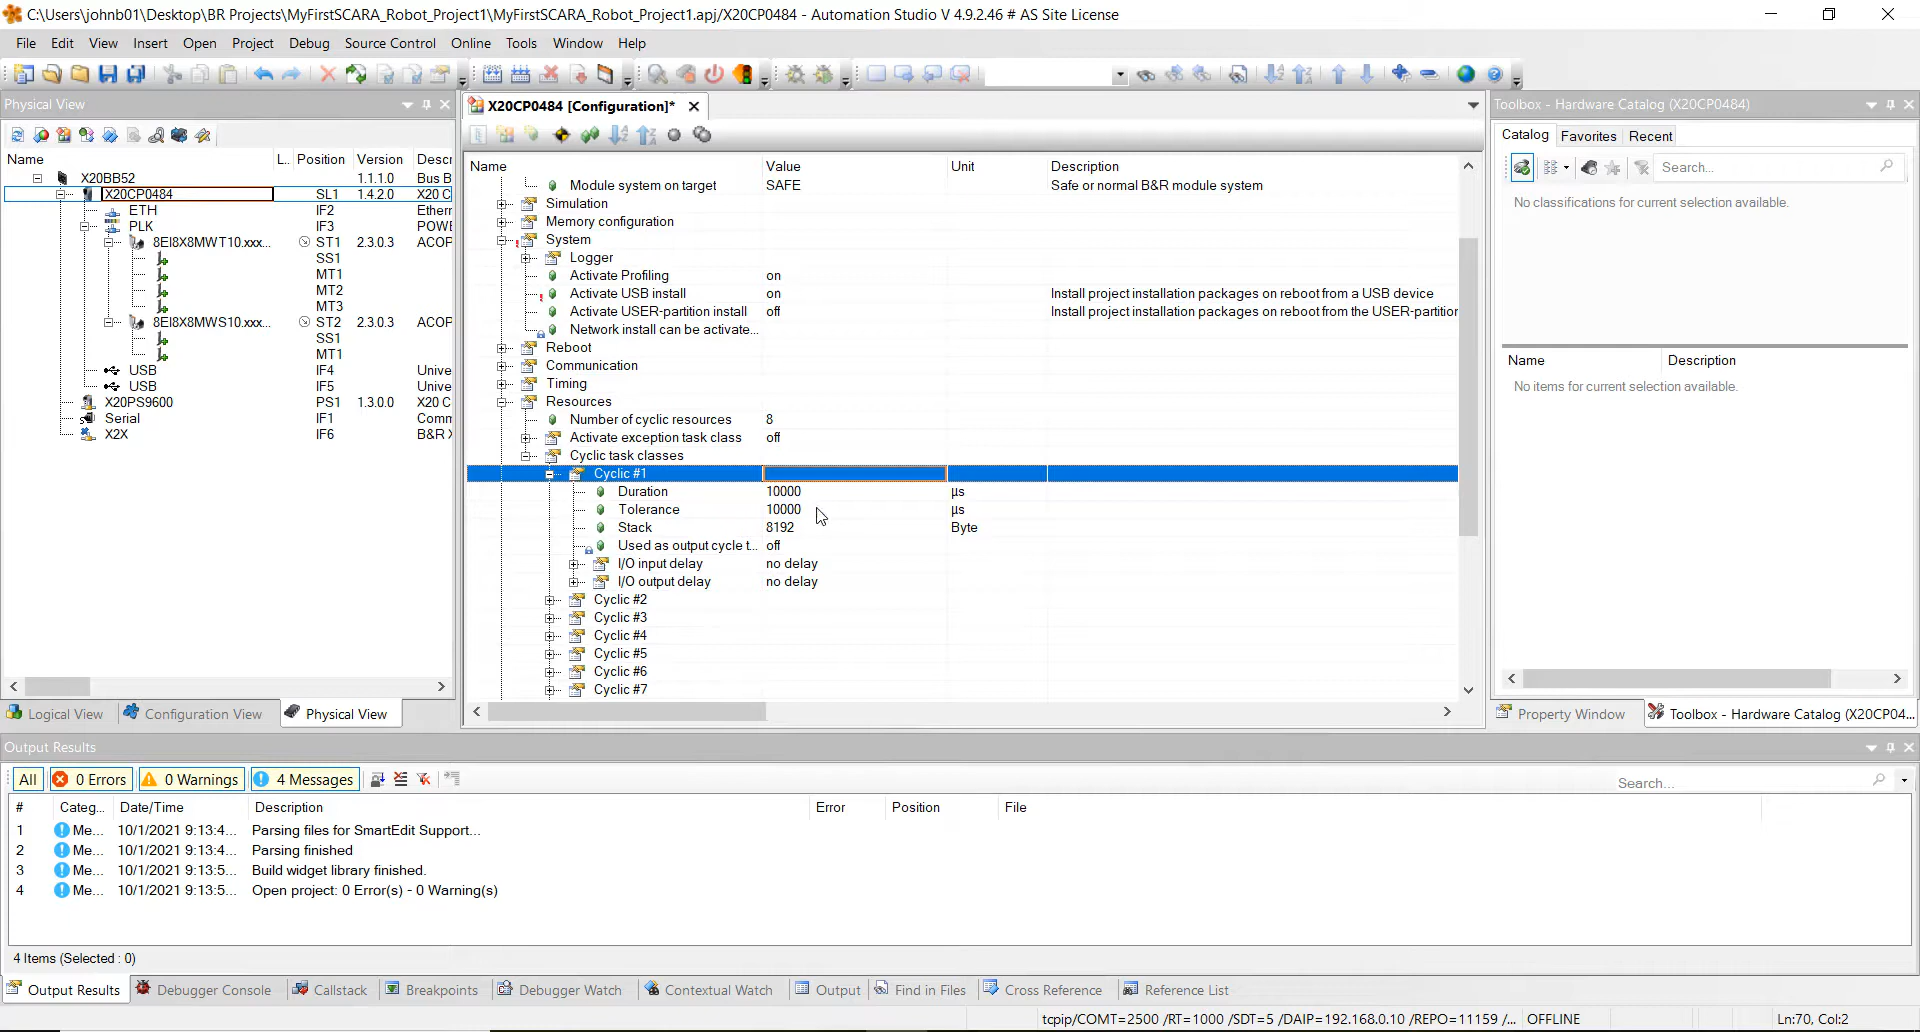 C:\Users\johnb01\Desktop\BR Projects\MyFirstSCARA_Robot_Project1\MyFirstSCARA_Robot_Project1.apj/X20CP0484 - Automation Studio V 4.9.2.46 # AS Site License
File Edit View Insert Open Project Debug Source Control Online Tools Window Help
Physical View
X20CP0484 [Configuration]*
Toolbox - Hardware Catalog (X20CP0484)
Catalog Favorites Recent
Name L.. Position Version Descr
Name Value Unit Description
Search...
X20BB52 1.1.1.0 Bus B
X20CP0484 SL1 1.4.2.0 X20 C
ETH IF2 Ethern
PLK IF3 POWE
8EI8X8MWT10.xxx... ST1 2.3.0.3 ACOP
SS1
MT1
MT2
MT3
8EI8X8MWS10.xxx... ST2 2.3.0.3 ACOP
SS1
MT1
USB IF4 Unive
USB IF5 Unive
X20PS9600 PS1 1.3.0.0 X20 C
Serial IF1 Comm
X2X IF6 B&R X
Module system on target SAFE Safe or normal B&R module system
Simulation
Memory configuration
System
Logger
Activate Profiling on
Activate USB install on Install project installation packages on reboot from a USB device
Activate USER-partition install off Install project installation packages on reboot from the USER-partition
Network install can be activate...
Reboot
Communication
Timing
Resources
Number of cyclic resources 8
Activate exception task class off
Cyclic task classes
Cyclic #1
Duration 10000 µs
Tolerance 10000 µs
Stack 8192 Byte
Used as output cycle t... off
I/O input delay no delay
I/O output delay no delay
Cyclic #2
Cyclic #3
Cyclic #4
Cyclic #5
Cyclic #6
Cyclic #7
No classifications for current selection available.
Name Description
No items for current selection available.
Logical View Configuration View Physical View
Property Window Toolbox - Hardware Catalog (X20CP04...
Output Results
All 0 Errors 0 Warnings 4 Messages
Search...
# Categ... Date/Time Description Error Position File
1 Me... 10/1/2021 9:13:4... Parsing files for SmartEdit Support...
2 Me... 10/1/2021 9:13:4... Parsing finished
3 Me... 10/1/2021 9:13:5... Build widget library finished.
4 Me... 10/1/2021 9:13:5... Open project: 0 Error(s) - 0 Warning(s)
4 Items (Selected : 0)
Output Results Debugger Console Callstack Breakpoints Debugger Watch Contextual Watch Output Find in Files Cross Reference Reference List
tcpip/COMT=2500 /RT=1000 /SDT=5 /DAIP=192.168.0.10 /REPO=11159 /... OFFLINE Ln:70, Col:2